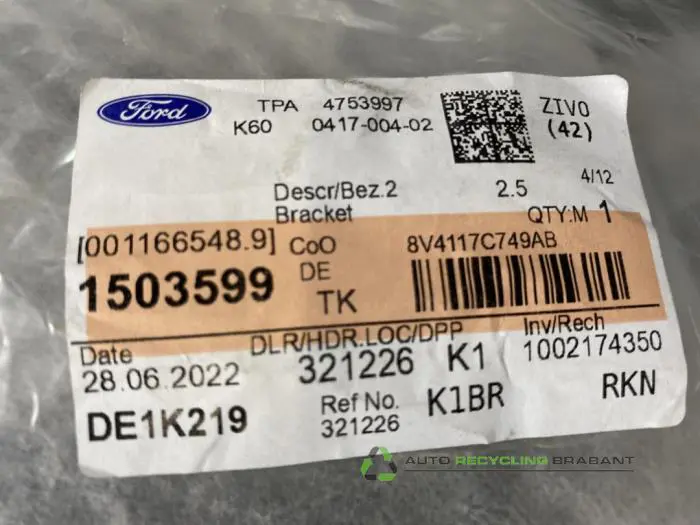 Ford TPA 4753997 ZIVO
K60 0417-004-02 (42)
4/12
Descr/Bez.2 2.5
Bracket QTY:M 1
[001166548.9] CoO 8V4117C749AB
1503599 DE
TK
Date DLR/HDR.LOC/DPP Inv/Rech
28.06.2022 321226 K1 1002174350
DE1K219 Ref No. K1BR RKN
321226
AUTO RECYCLING BRABANT